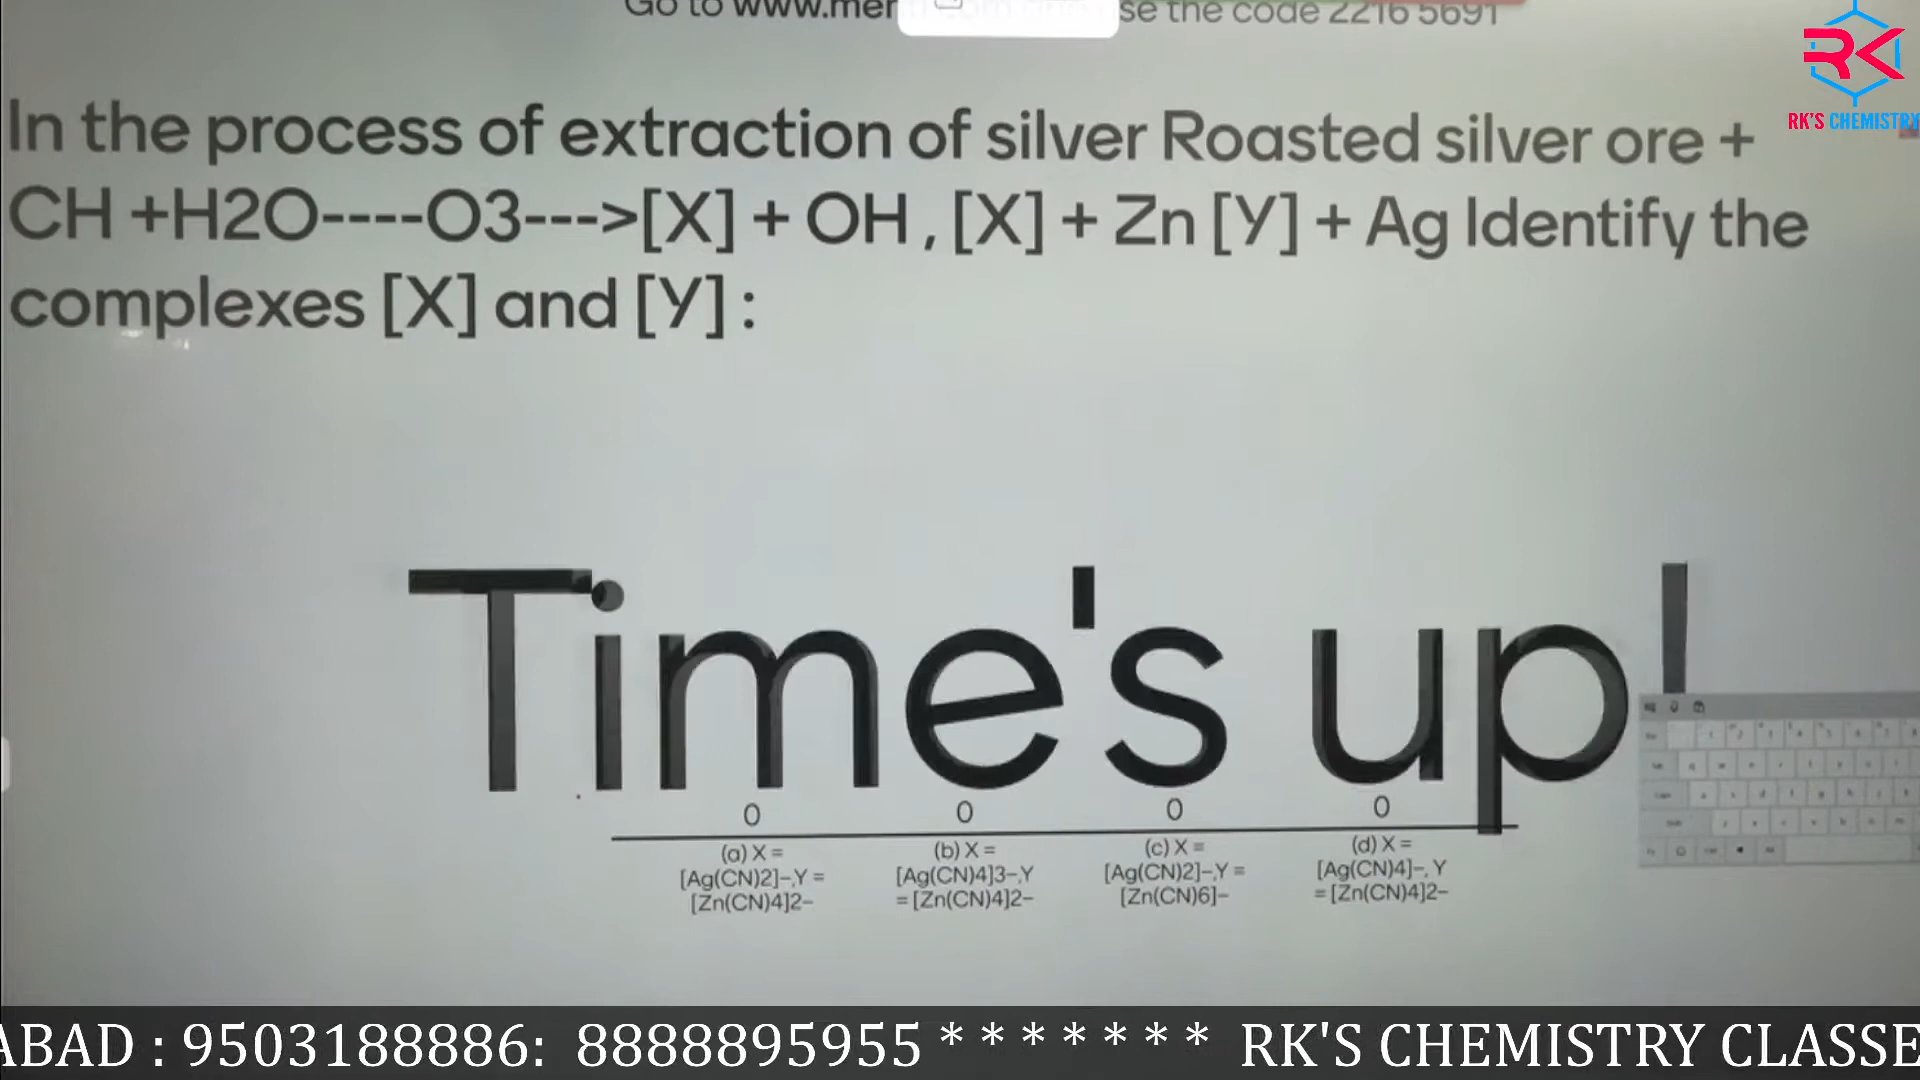 Go to www.mer se the code 2216 5691
RK
RK'S CHEMISTRY
In the process of extraction of silver Roasted silver ore +
CH +H2O----O3--->[X] + OH , [X] + Zn [Y] + Ag Identify the
complexes [X] and [Y] :
Time's up!
0 0 0 0
(a) X =
[Ag(CN)2]–,Y =
[Zn(CN)4]2–
(b) X =
[Ag(CN)4]3–,Y
= [Zn(CN)4]2–
(c) X =
[Ag(CN)2]–,Y =
[Zn(CN)6]–
(d) X =
[Ag(CN)4]–, Y
= [Zn(CN)4]2–
ABAD : 9503188886: 8888895955 * * * * * * * RK'S CHEMISTRY CLASSE